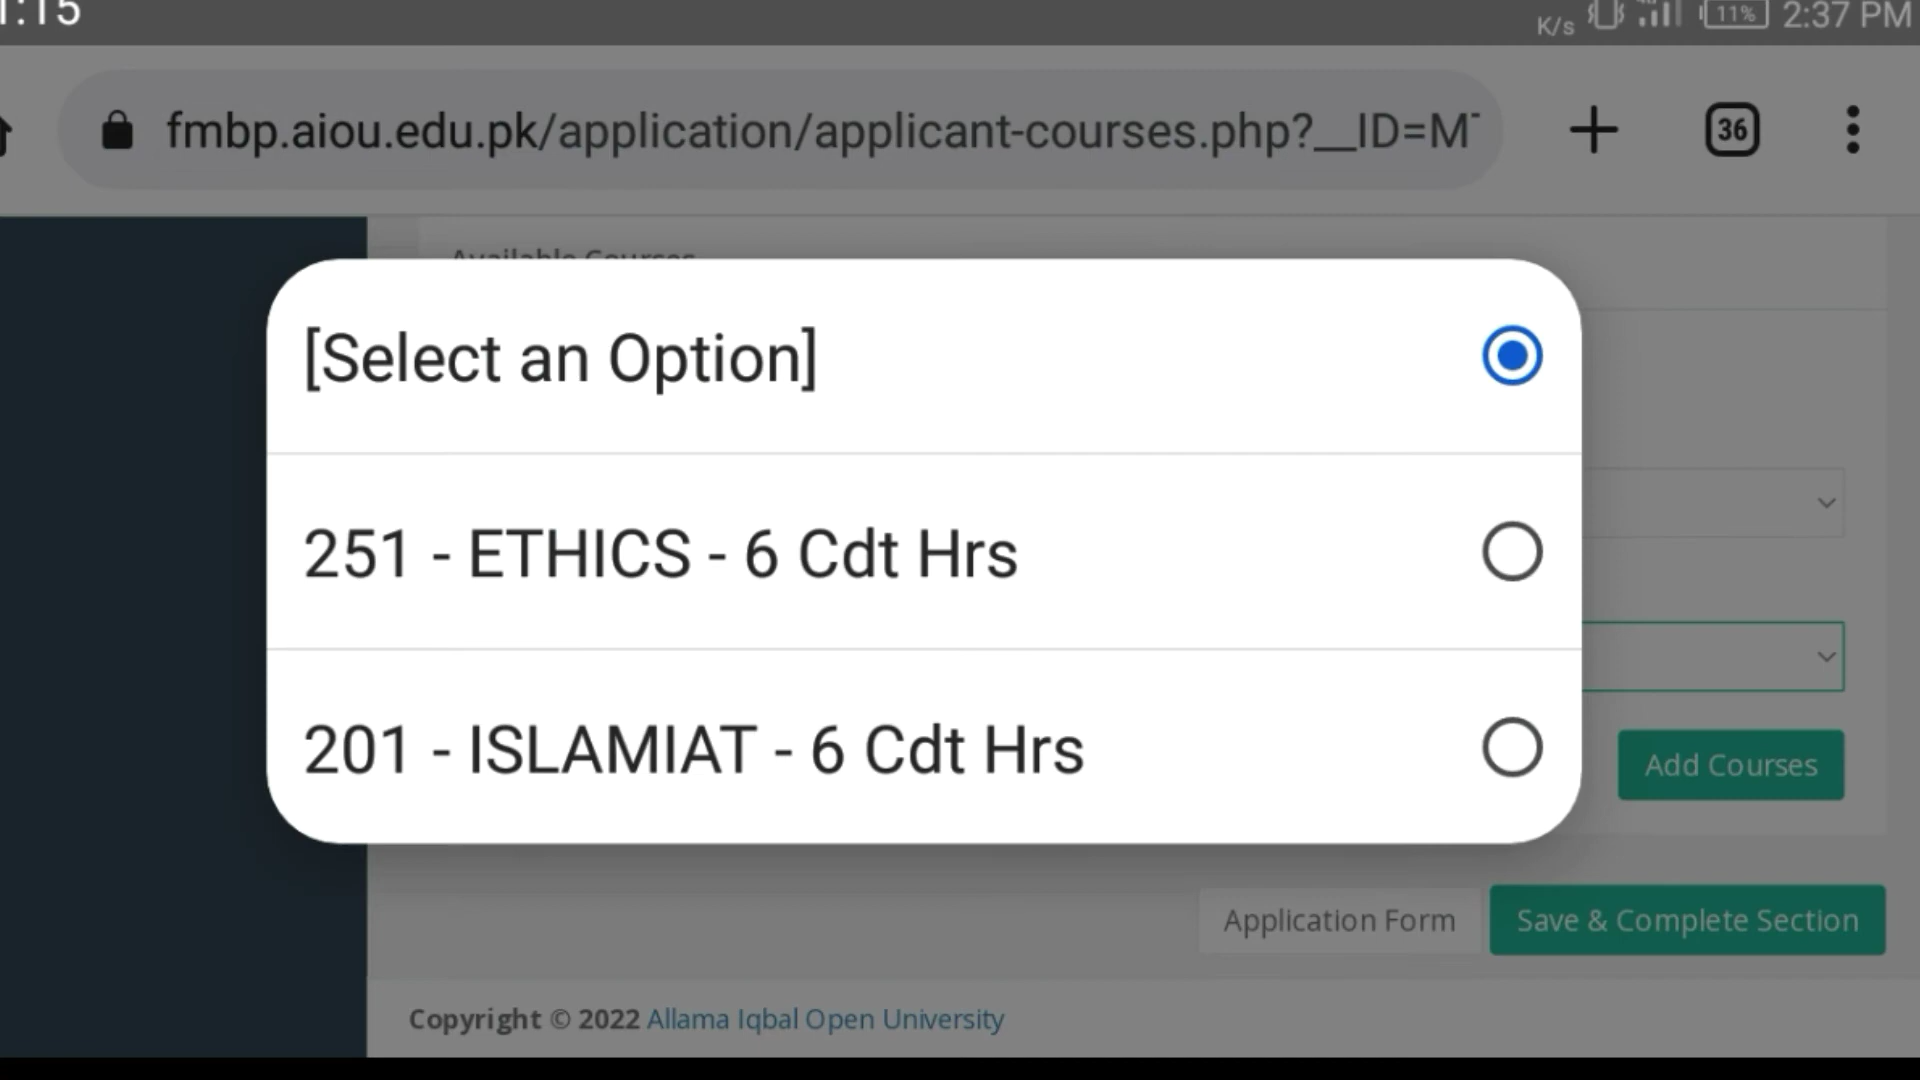 1:15
K/s 11% 2:37 PM
fmbp.aiou.edu.pk/application/applicant-courses.php?__ID=M
36
Available Courses
[Select an Option]
251 - ETHICS - 6 Cdt Hrs
201 - ISLAMIAT - 6 Cdt Hrs
Add Courses
Application Form
Save & Complete Section
Copyright © 2022 Allama Iqbal Open University